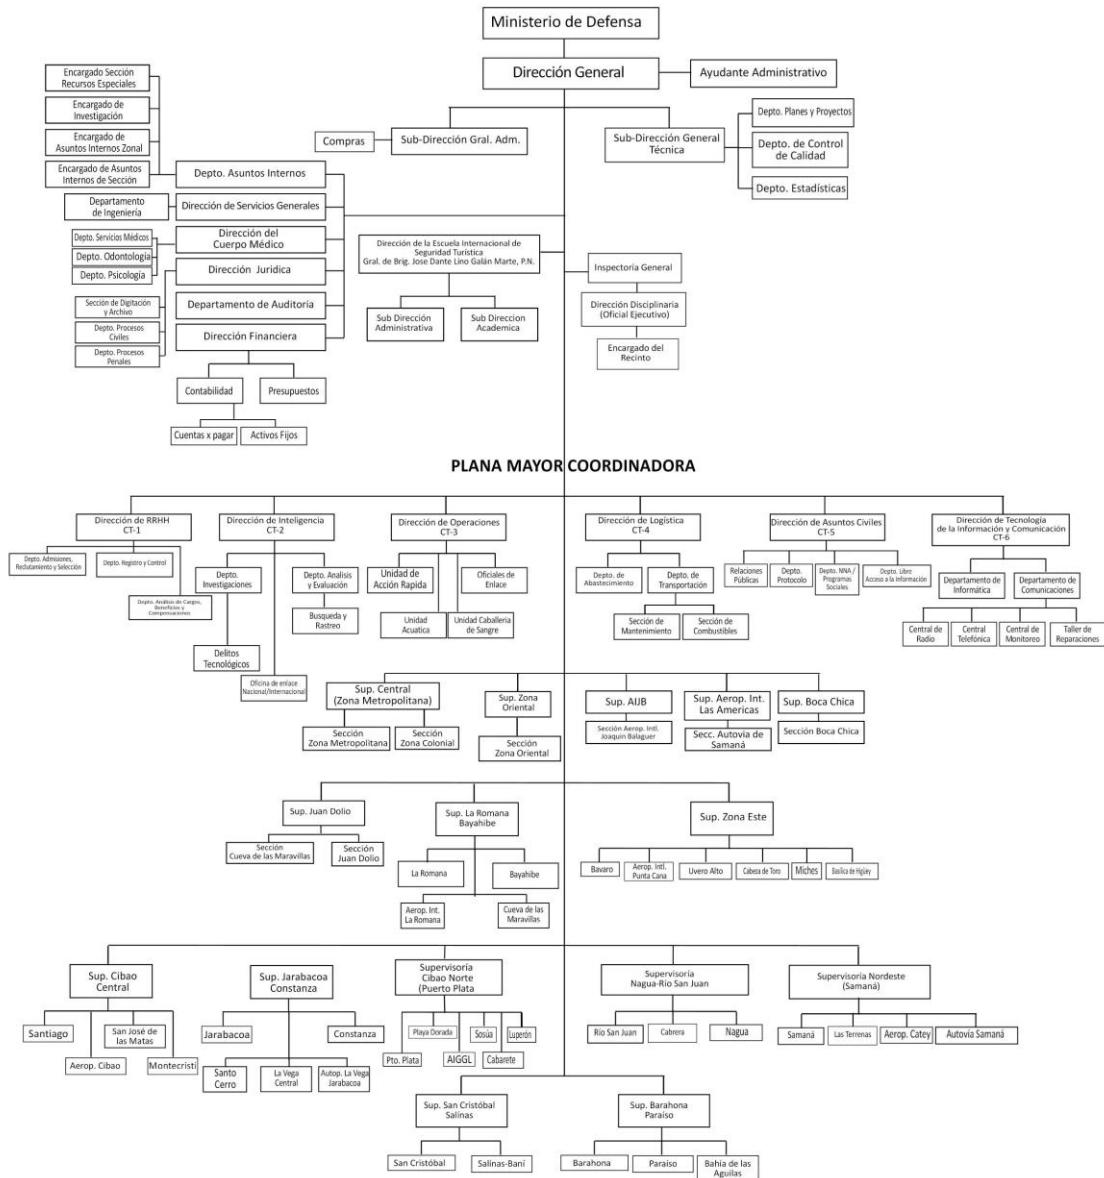 Ministerio de Defensa
Dirección General
Ayudante Administrativo
Encargado Sección
Recursos Especiales
Encargado de
Investigación
Encargado de
Asuntos Internos Zonal
Encargado de Asuntos
Internos de Sección
Compras
Sub-Dirección Gral. Adm.
Sub-Dirección General
Técnica
Depto. Planes y Proyectos
Depto. de Control
de Calidad
Depto. Estadísticas
Depto. Asuntos Internos
Departamento
de Ingeniería
Dirección de Servicios Generales
Depto. Servicios Médicos
Depto. Odontología
Depto. Psicología
Dirección del
Cuerpo Médico
Dirección Juridica
Sección de Digitación
y Archivo
Depto. Procesos
Civiles
Depto. Procesos
Penales
Departamento de Auditoría
Dirección Financiera
Contabilidad
Presupuestos
Cuentas x pagar
Activos Fijos
Dirección de la Escuela Internacional de
Seguridad Turística
Gral. de Brig. Jose Dante Lino Galán Marte, P.N.
Sub Dirección
Administrativa
Sub Direccion
Academica
Inspectoria General
Dirección Disciplinaria
(Oficial Ejecutivo)
Encargado del
Recinto
PLANA MAYOR COORDINADORA
Dirección de RRHH
CT-1
Depto. Admisiones,
Reclutamiento y Selección
Depto. Registro y Control
Depto. Análisis de Cargos,
Beneficios y
Compensaciones
Dirección de Inteligencia
CT-2
Depto.
Investigaciones
Depto. Analisis
y Evaluación
Busqueda y
Rastreo
Delitos
Tecnológicos
Oficina de enlace
Nacional/Internacional
Dirección de Operaciones
CT-3
Unidad de
Acción Rapida
Oficiales de
Enlace
Unidad
Acuatica
Unidad Caballeria
de Sangre
Dirección de Logística
CT-4
Depto. de
Abastecimiento
Depto. de
Transportación
Sección de
Mantenimiento
Sección de
Combustibles
Dirección de Asuntos Civiles
CT-5
Relaciones
Públicas
Depto.
Protocolo
Depto. NNA /
Programas
Sociales
Depto. Libre
Acceso a la Información
Dirección de Tecnología
de la Información y Comunicación
CT-6
Departamento de
Informática
Departamento de
Comunicaciones
Central de
Radio
Central
Telefónica
Central de
Monitoreo
Taller de
Reparaciones
Sup. Central
(Zona Metropolitana)
Sección
Zona Metropolitana
Sección
Zona Colonial
Sup. Zona
Oriental
Sección
Zona Oriental
Sup. AIJB
Sección Aerop. Intl.
Joaquin Balaguer
Sup. Aerop. Int.
Las Americas
Secc. Autovia de
Samaná
Sup. Boca Chica
Sección Boca Chica
Sup. Juan Dolio
Sección
Cueva de las Maravillas
Sección
Juan Dolio
Sup. La Romana
Bayahibe
La Romana
Bayahibe
Aerop. Int.
La Romana
Cueva de las
Maravillas
Sup. Zona Este
Bavaro
Aerop. Intl.
Punta Cana
Uvero Alto
Cabeza de Toro
Miches
Basilica de Higüey
Sup. Cibao
Central
Santiago
San José de
las Matas
Aerop. Cibao
Montecristi
Sup. Jarabacoa
Constanza
Jarabacoa
Constanza
Santo
Cerro
La Vega
Central
Autop. La Vega
Jarabacoa
Supervisoría
Cibao Norte
(Puerto Plata
Playa Dorada
Sosúa
Luperón
Pto. Plata
AIGGL
Cabarete
Supervisoría
Nagua-Río San Juan
Río San Juan
Cabrera
Nagua
Supervisoría Nordeste
(Samaná)
Samaná
Las Terrenas
Aerop. Catey
Autovía Samaná
Sup. San Cristóbal
Salínas
San Cristóbal
Salínas-Baní
Sup. Barahona
Paraíso
Barahona
Paraíso
Bahía de las
Aguilas